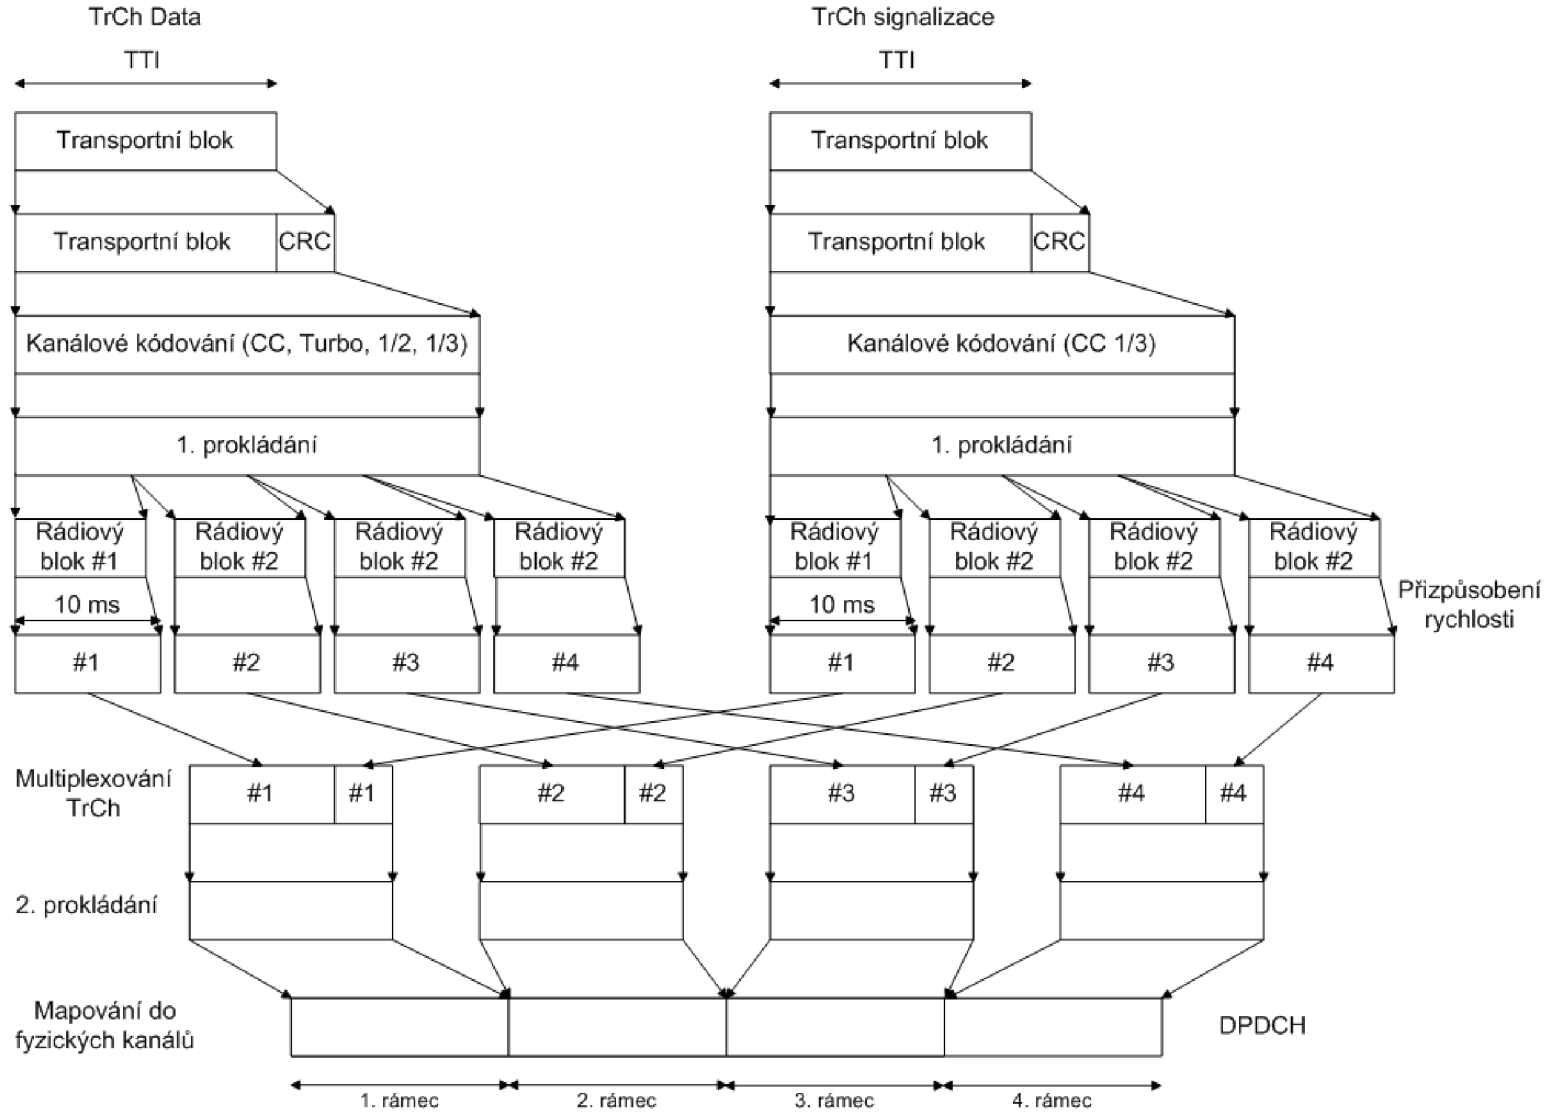 TrCh Data
TrCh signalizace
TTI
TTI
Transportní blok
Transportní blok
Transportní blok
CRC
Transportní blok
CRC
Kanálové kódování (CC, Turbo, 1/2, 1/3)
Kanálové kódování (CC 1/3)
1. prokládání
1. prokládání
Rádiový
blok #1
Rádiový
blok #2
Rádiový
blok #2
Rádiový
blok #2
Rádiový
blok #1
Rádiový
blok #2
Rádiový
blok #2
Rádiový
blok #2
10 ms
10 ms
Přizpůsobení
rychlosti
#1
#2
#3
#4
#1
#2
#3
#4
Multiplexování
TrCh
#1
#1
#2
#2
#3
#3
#4
#4
2. prokládání
Mapování do
fyzických kanálů
DPDCH
1. rámec
2. rámec
3. rámec
4. rámec